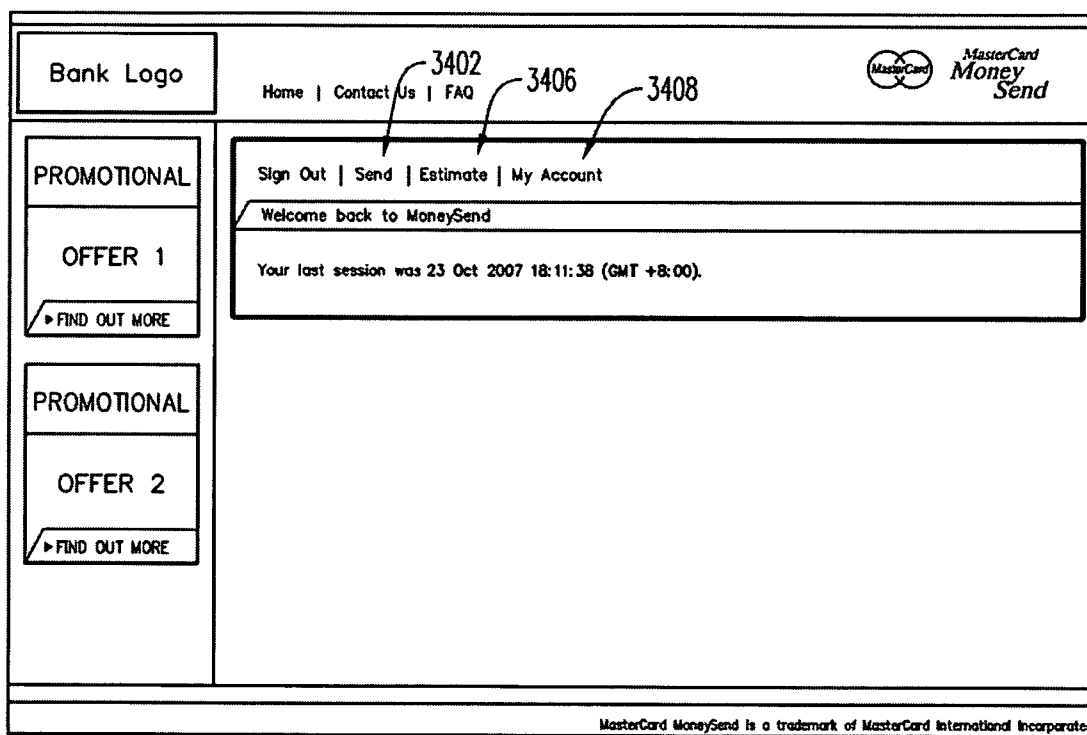 Bank Logo
Home | Contact Us | FAQ
3402
3406
3408
MasterCard
MasterCard
Money
Send
PROMOTIONAL
OFFER 1
FIND OUT MORE
PROMOTIONAL
OFFER 2
FIND OUT MORE
Sign Out | Send | Estimate | My Account
Welcome back to MoneySend
Your last session was 23 Oct 2007 18:11:38 (GMT +8:00).
MasterCard MoneySend is a trademark of MasterCard International Incorporate